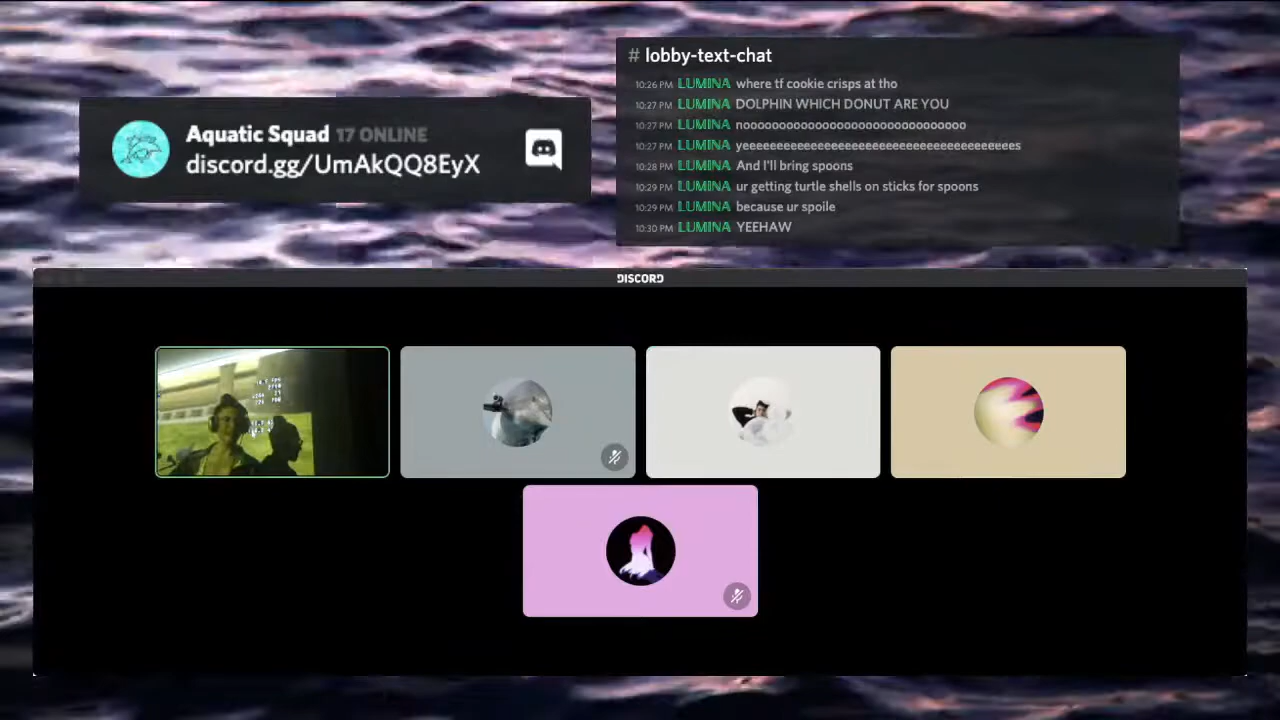 Aquatic Squad 17 ONLINE
discord.gg/UmAkQQ8EyX
# lobby-text-chat
10:26 PM LUMINA where tf cookie crisps at tho
10:27 PM LUMINA DOLPHIN WHICH DONUT ARE YOU
10:27 PM LUMINA nooooooooooooooooooooooooooooooo
10:27 PM LUMINA yeeeeeeeeeeeeeeeeeeeeeeeeeeeeeeeeeeeeeees
10:28 PM LUMINA And I'll bring spoons
10:29 PM LUMINA ur getting turtle shells on sticks for spoons
10:29 PM LUMINA because ur spoile
10:30 PM LUMINA YEEHAW
DISCORD